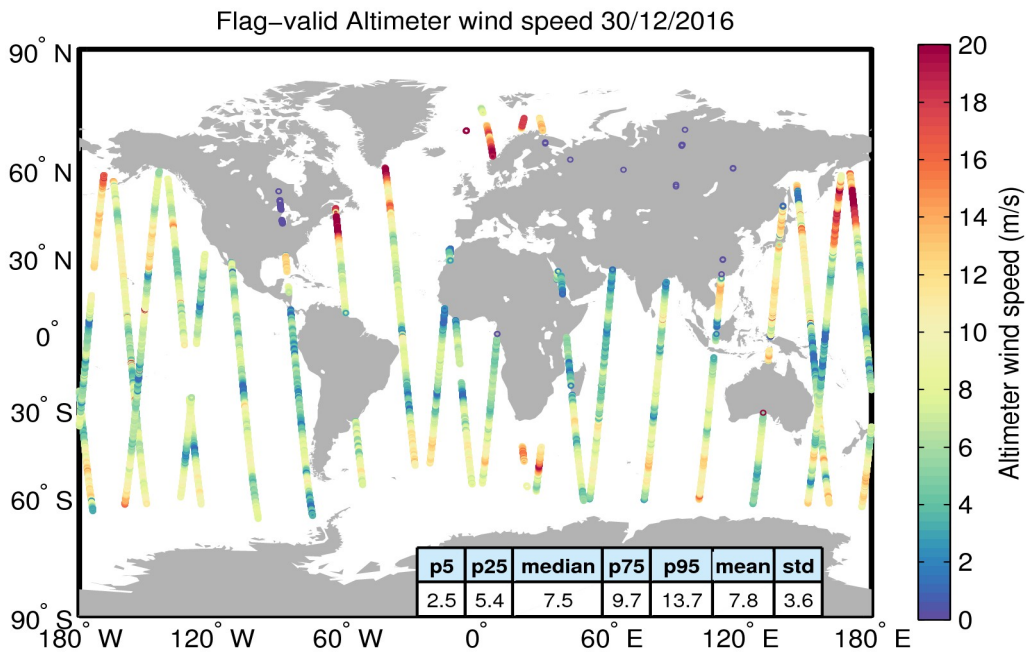 Flag−valid Altimeter wind speed 30/12/2016
90° N
60° N
30° N
0°
30° S
60° S
90° S
180° W
120° W
60° W
0°
60° E
120° E
180° E
p5 p25 median p75 p95 mean std
2.5 5.4 7.5 9.7 13.7 7.8 3.6
20
18
16
14
12
10
8
6
4
2
0
Altimeter wind speed (m/s)